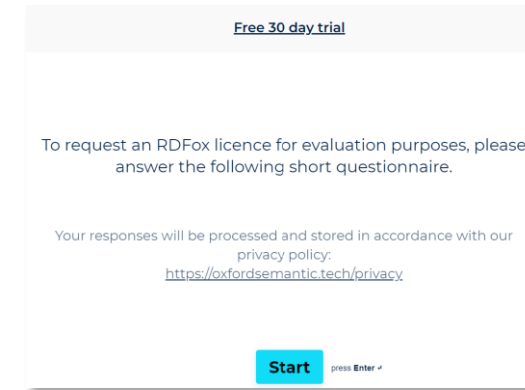 Free 30 day trial
To request an RDFox licence for evaluation purposes, please
answer the following short questionnaire.
Your responses will be processed and stored in accordance with our
privacy policy:
https://oxfordsemantic.tech/privacy
Start press Enter ↵